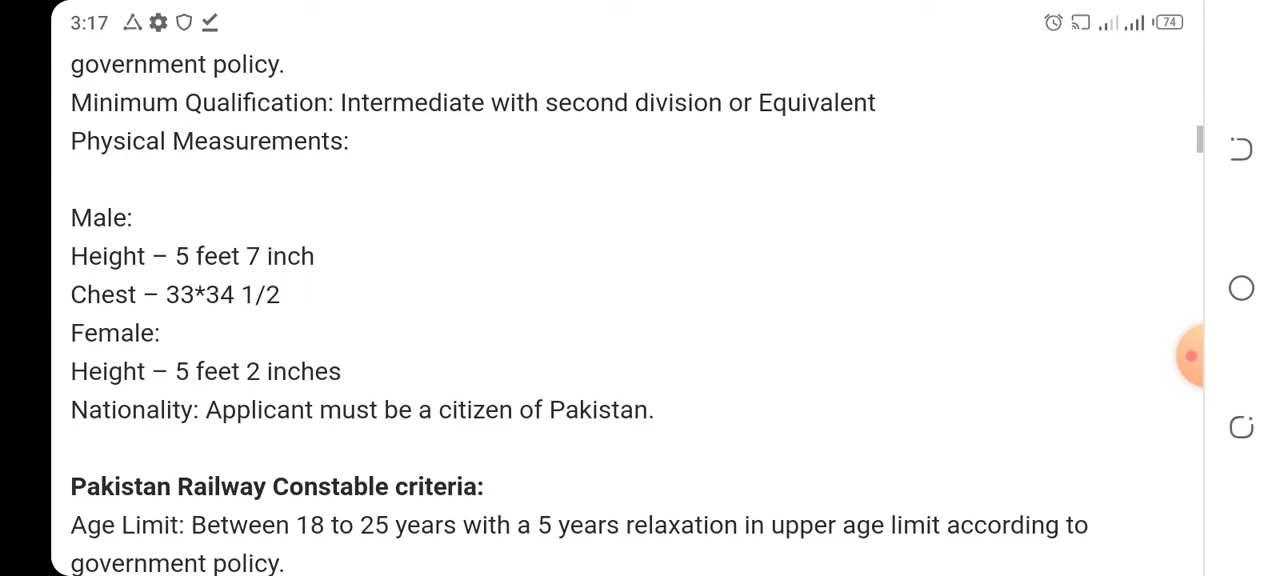 3:17
74
government policy.
Minimum Qualification: Intermediate with second division or Equivalent
Physical Measurements:
Male:
Height – 5 feet 7 inch
Chest – 33*34 1/2
Female:
Height – 5 feet 2 inches
Nationality: Applicant must be a citizen of Pakistan.
Pakistan Railway Constable criteria:
Age Limit: Between 18 to 25 years with a 5 years relaxation in upper age limit according to
government policy.